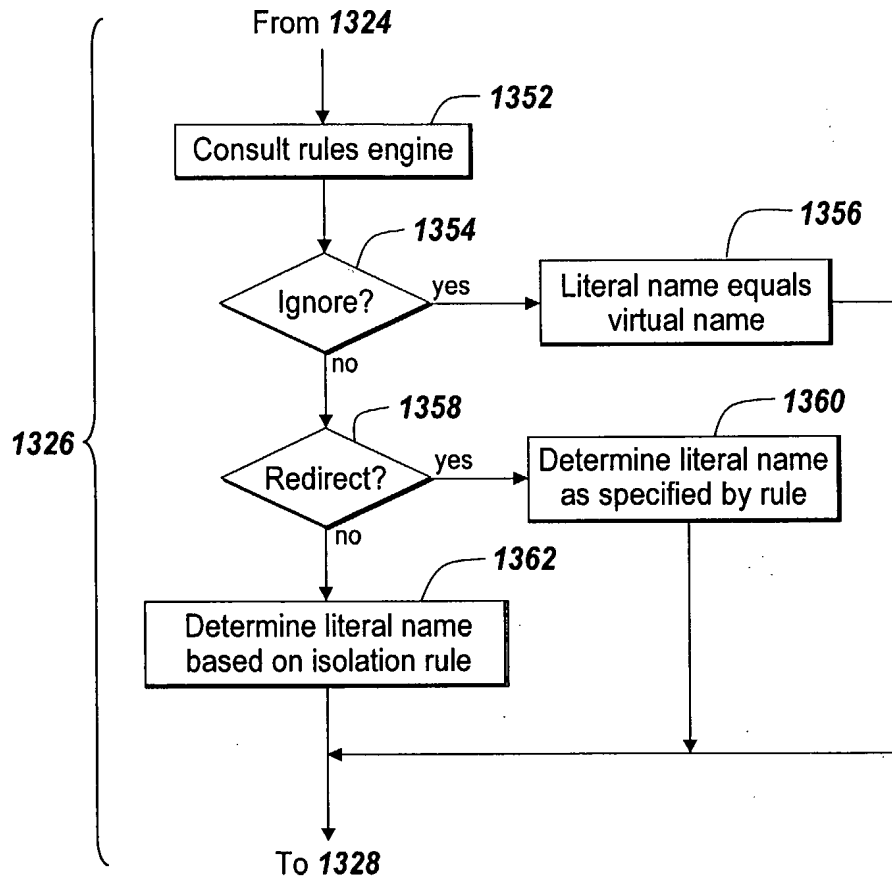 From 1324
1352
Consult rules engine
1354
1356
Ignore?
yes
Literal name equals
virtual name
no
1358
1360
1326
Redirect?
yes
Determine literal name
as specified by rule
no
1362
Determine literal name
based on isolation rule
To 1328